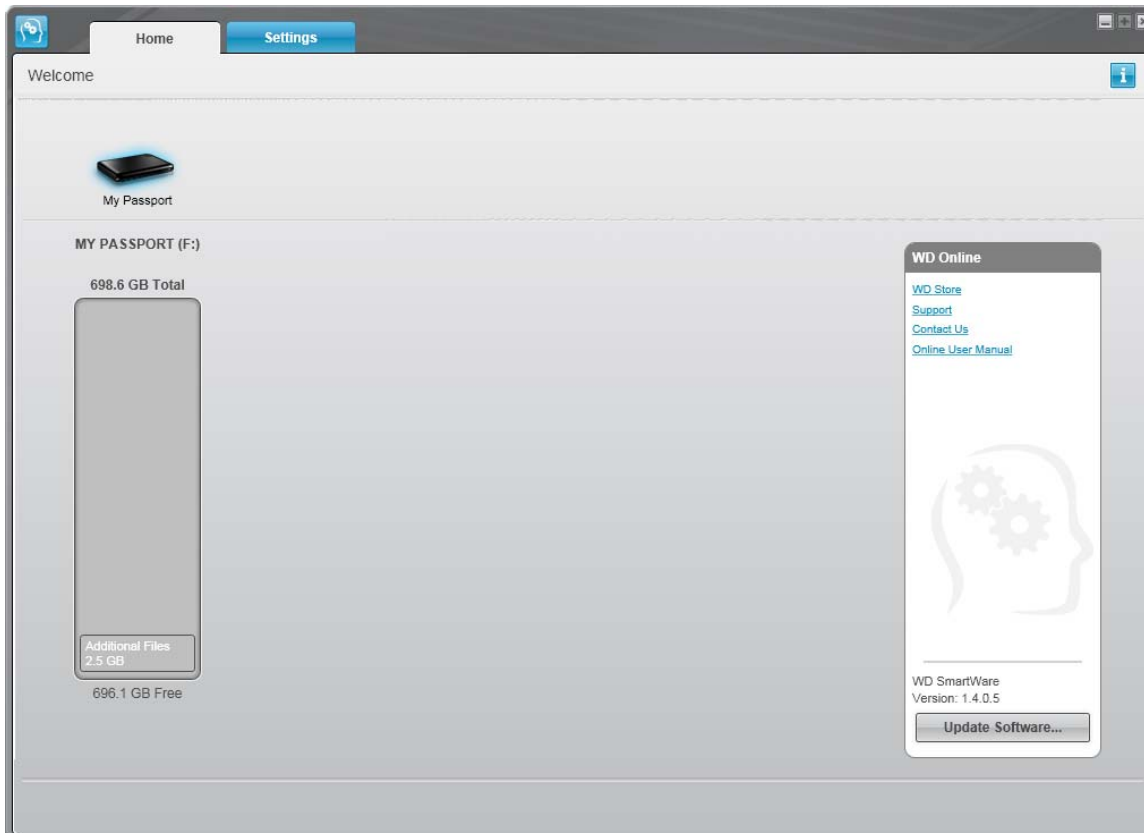 Home
Settings
Welcome
i
My Passport
MY PASSPORT (F:)
698.6 GB Total
Additional Files
2.5 GB
696.1 GB Free
WD Online
WD Store
Support
Contact Us
Online User Manual
WD SmartWare
Version: 1.4.0.5
Update Software...